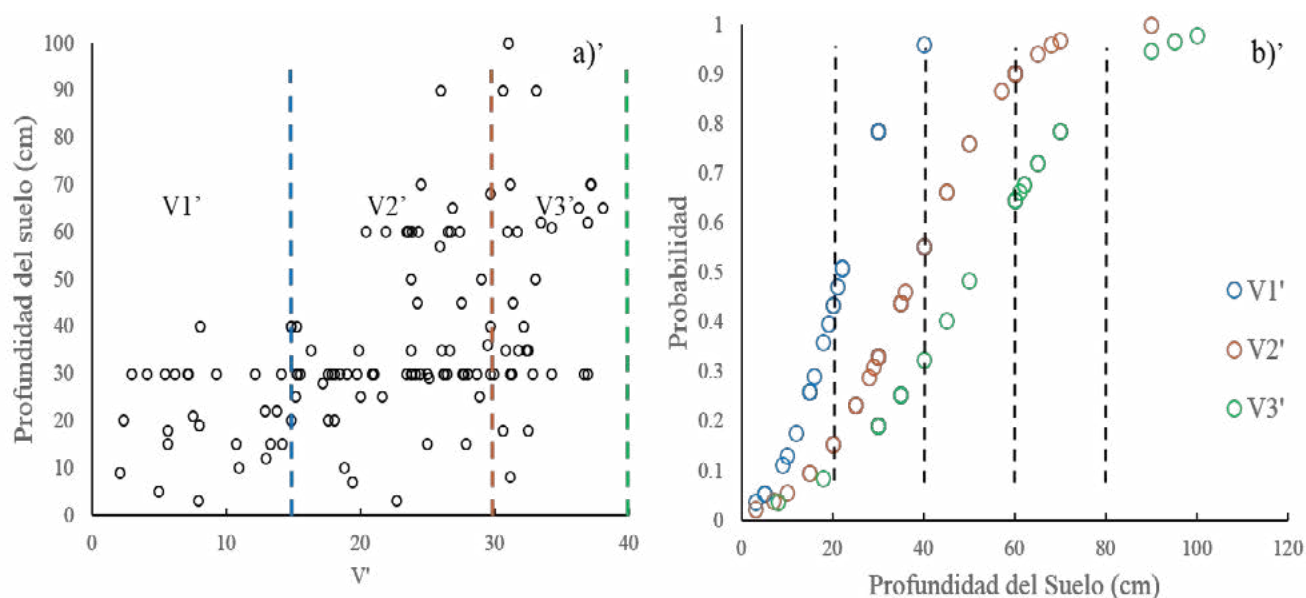 a)’
Profundidad del suelo (cm)
100
90
80
70
60
50
40
30
20
10
0
V1’
V2’
V3’
0
10
20
30
40
V'
b)’
Probabilidad
1
0.9
0.8
0.7
0.6
0.5
0.4
0.3
0.2
0.1
0
V1'
V2'
V3'
0
20
40
60
80
100
120
Profundidad del Suelo (cm)